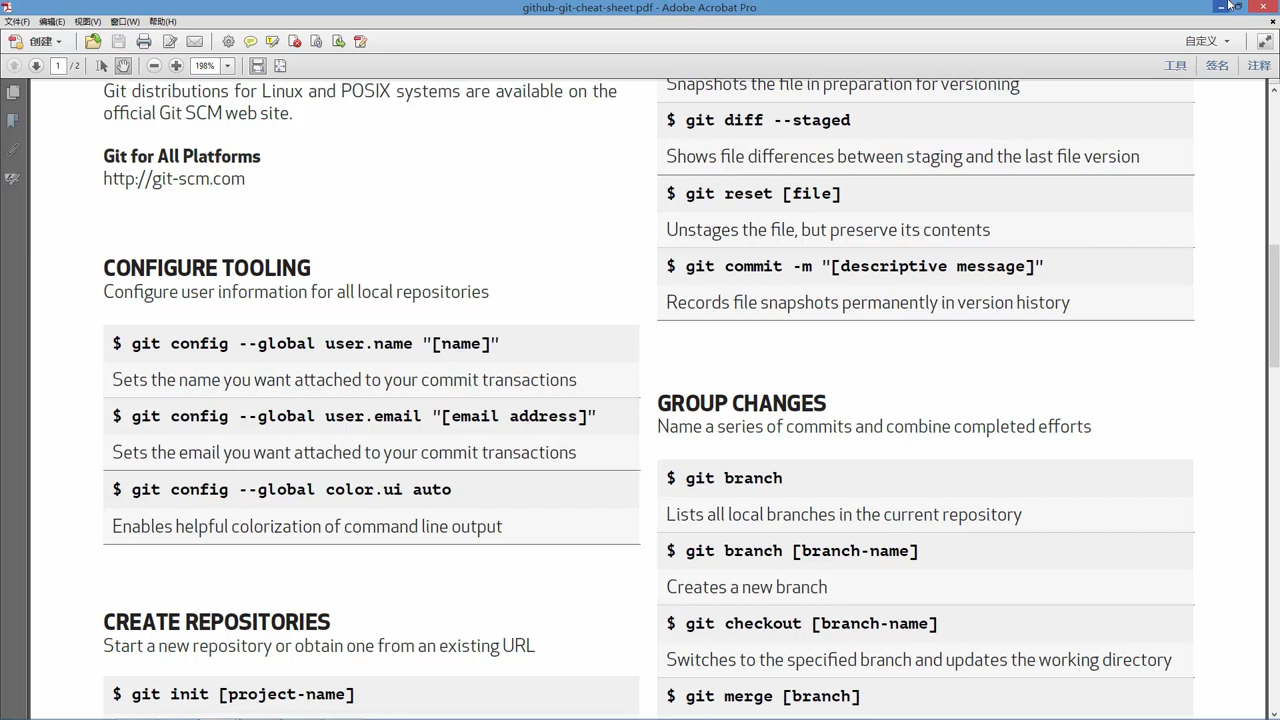 github-git-cheat-sheet.pdf - Adobe Acrobat Pro
文件(F) 编辑(E) 视图(V) 窗口(W) 帮助(H)
创建
自定义
1 / 2
198%
工具 签名 注释
Git distributions for Linux and POSIX systems are available on the
official Git SCM web site.
Git for All Platforms
http://git-scm.com
CONFIGURE TOOLING
Configure user information for all local repositories
$ git config --global user.name "[name]"
Sets the name you want attached to your commit transactions
$ git config --global user.email "[email address]"
Sets the email you want attached to your commit transactions
$ git config --global color.ui auto
Enables helpful colorization of command line output
CREATE REPOSITORIES
Start a new repository or obtain one from an existing URL
$ git init [project-name]
Snapshots the file in preparation for versioning
$ git diff --staged
Shows file differences between staging and the last file version
$ git reset [file]
Unstages the file, but preserve its contents
$ git commit -m "[descriptive message]"
Records file snapshots permanently in version history
GROUP CHANGES
Name a series of commits and combine completed efforts
$ git branch
Lists all local branches in the current repository
$ git branch [branch-name]
Creates a new branch
$ git checkout [branch-name]
Switches to the specified branch and updates the working directory
$ git merge [branch]